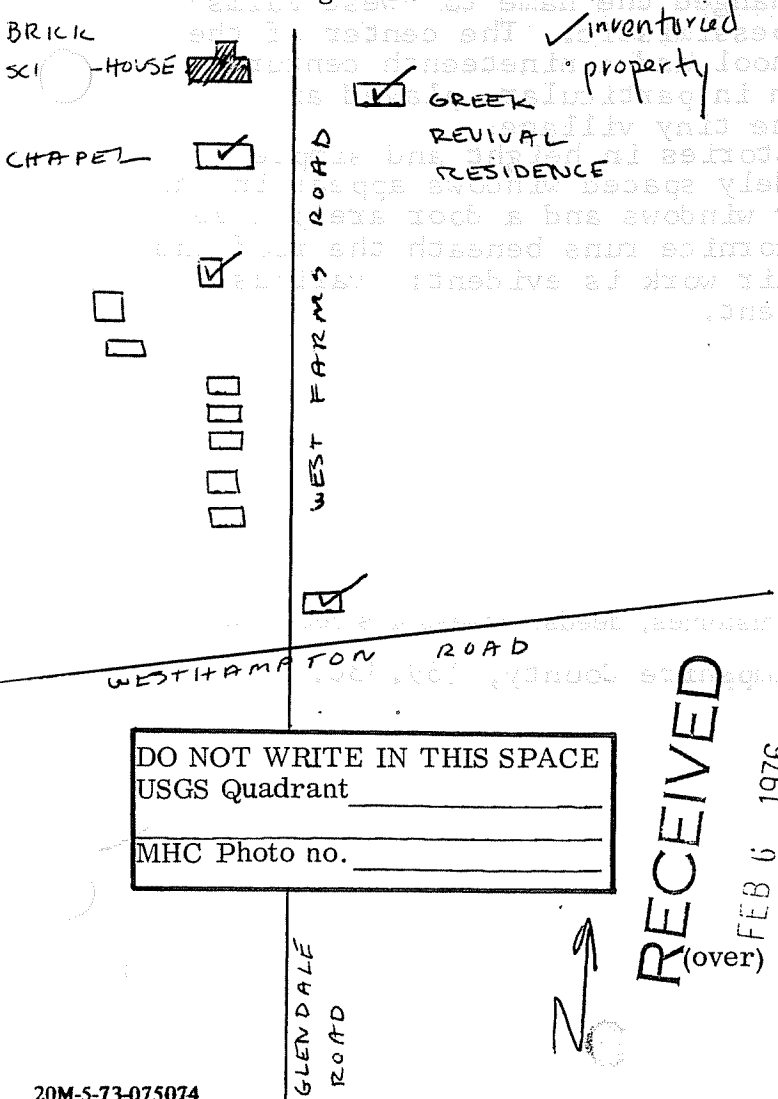 ✓ inventoried
property
BRICK
-HOUSE
GREEK
REVIVAL
RESIDENCE
CHAPEL
WEST FARMS ROAD
WESTHAMPTON ROAD
DO NOT WRITE IN THIS SPACE
USGS Quadrant
MHC Photo no.
RECEIVED
FEB 6 1976
(over)
N
GLENDALE
ROAD
20M-5-73-075074